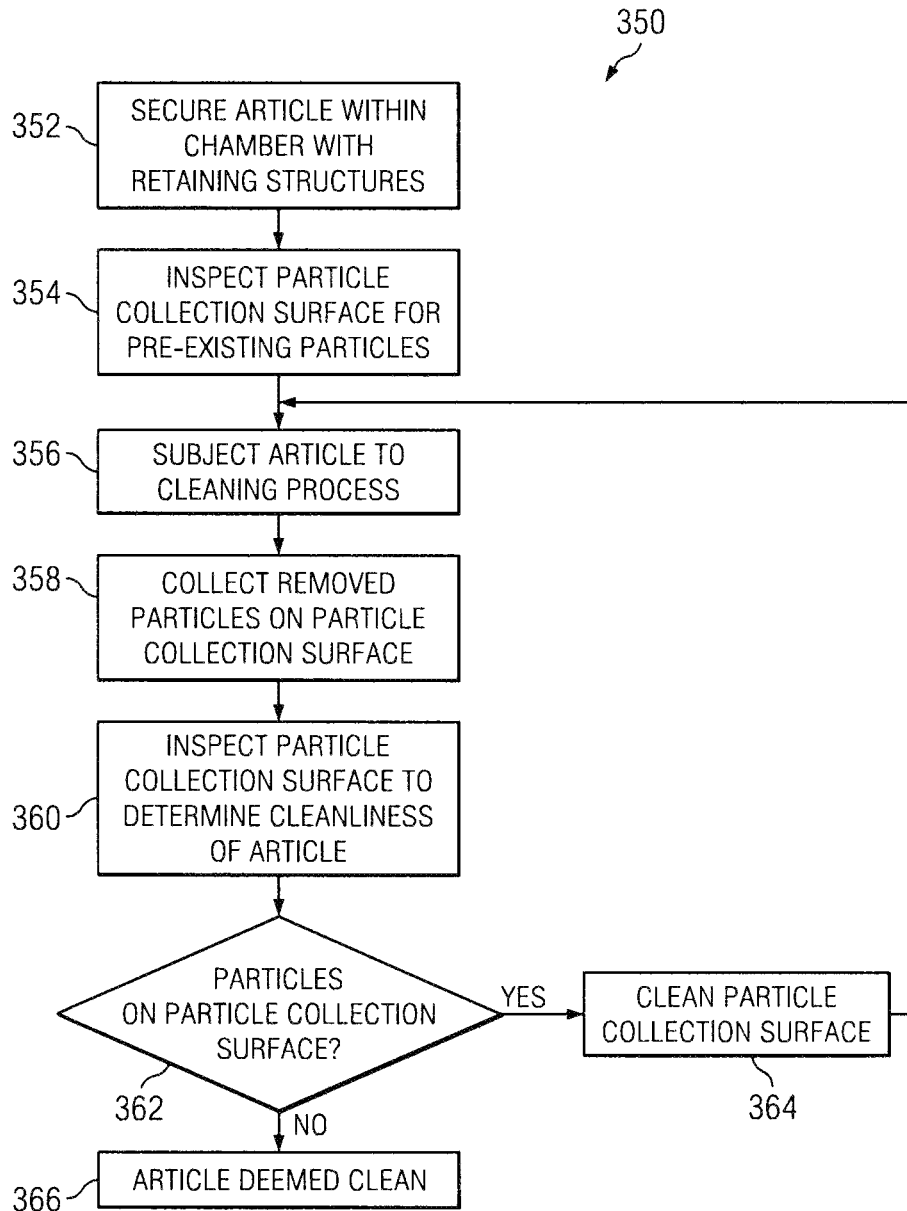 350
352
SECURE ARTICLE WITHIN
CHAMBER WITH
RETAINING STRUCTURES
354
INSPECT PARTICLE
COLLECTION SURFACE FOR
PRE-EXISTING PARTICLES
356
SUBJECT ARTICLE TO
CLEANING PROCESS
358
COLLECT REMOVED
PARTICLES ON PARTICLE
COLLECTION SURFACE
360
INSPECT PARTICLE
COLLECTION SURFACE TO
DETERMINE CLEANLINESS
OF ARTICLE
362
PARTICLES
ON PARTICLE COLLECTION
SURFACE?
YES
CLEAN PARTICLE
COLLECTION SURFACE
364
NO
366
ARTICLE DEEMED CLEAN